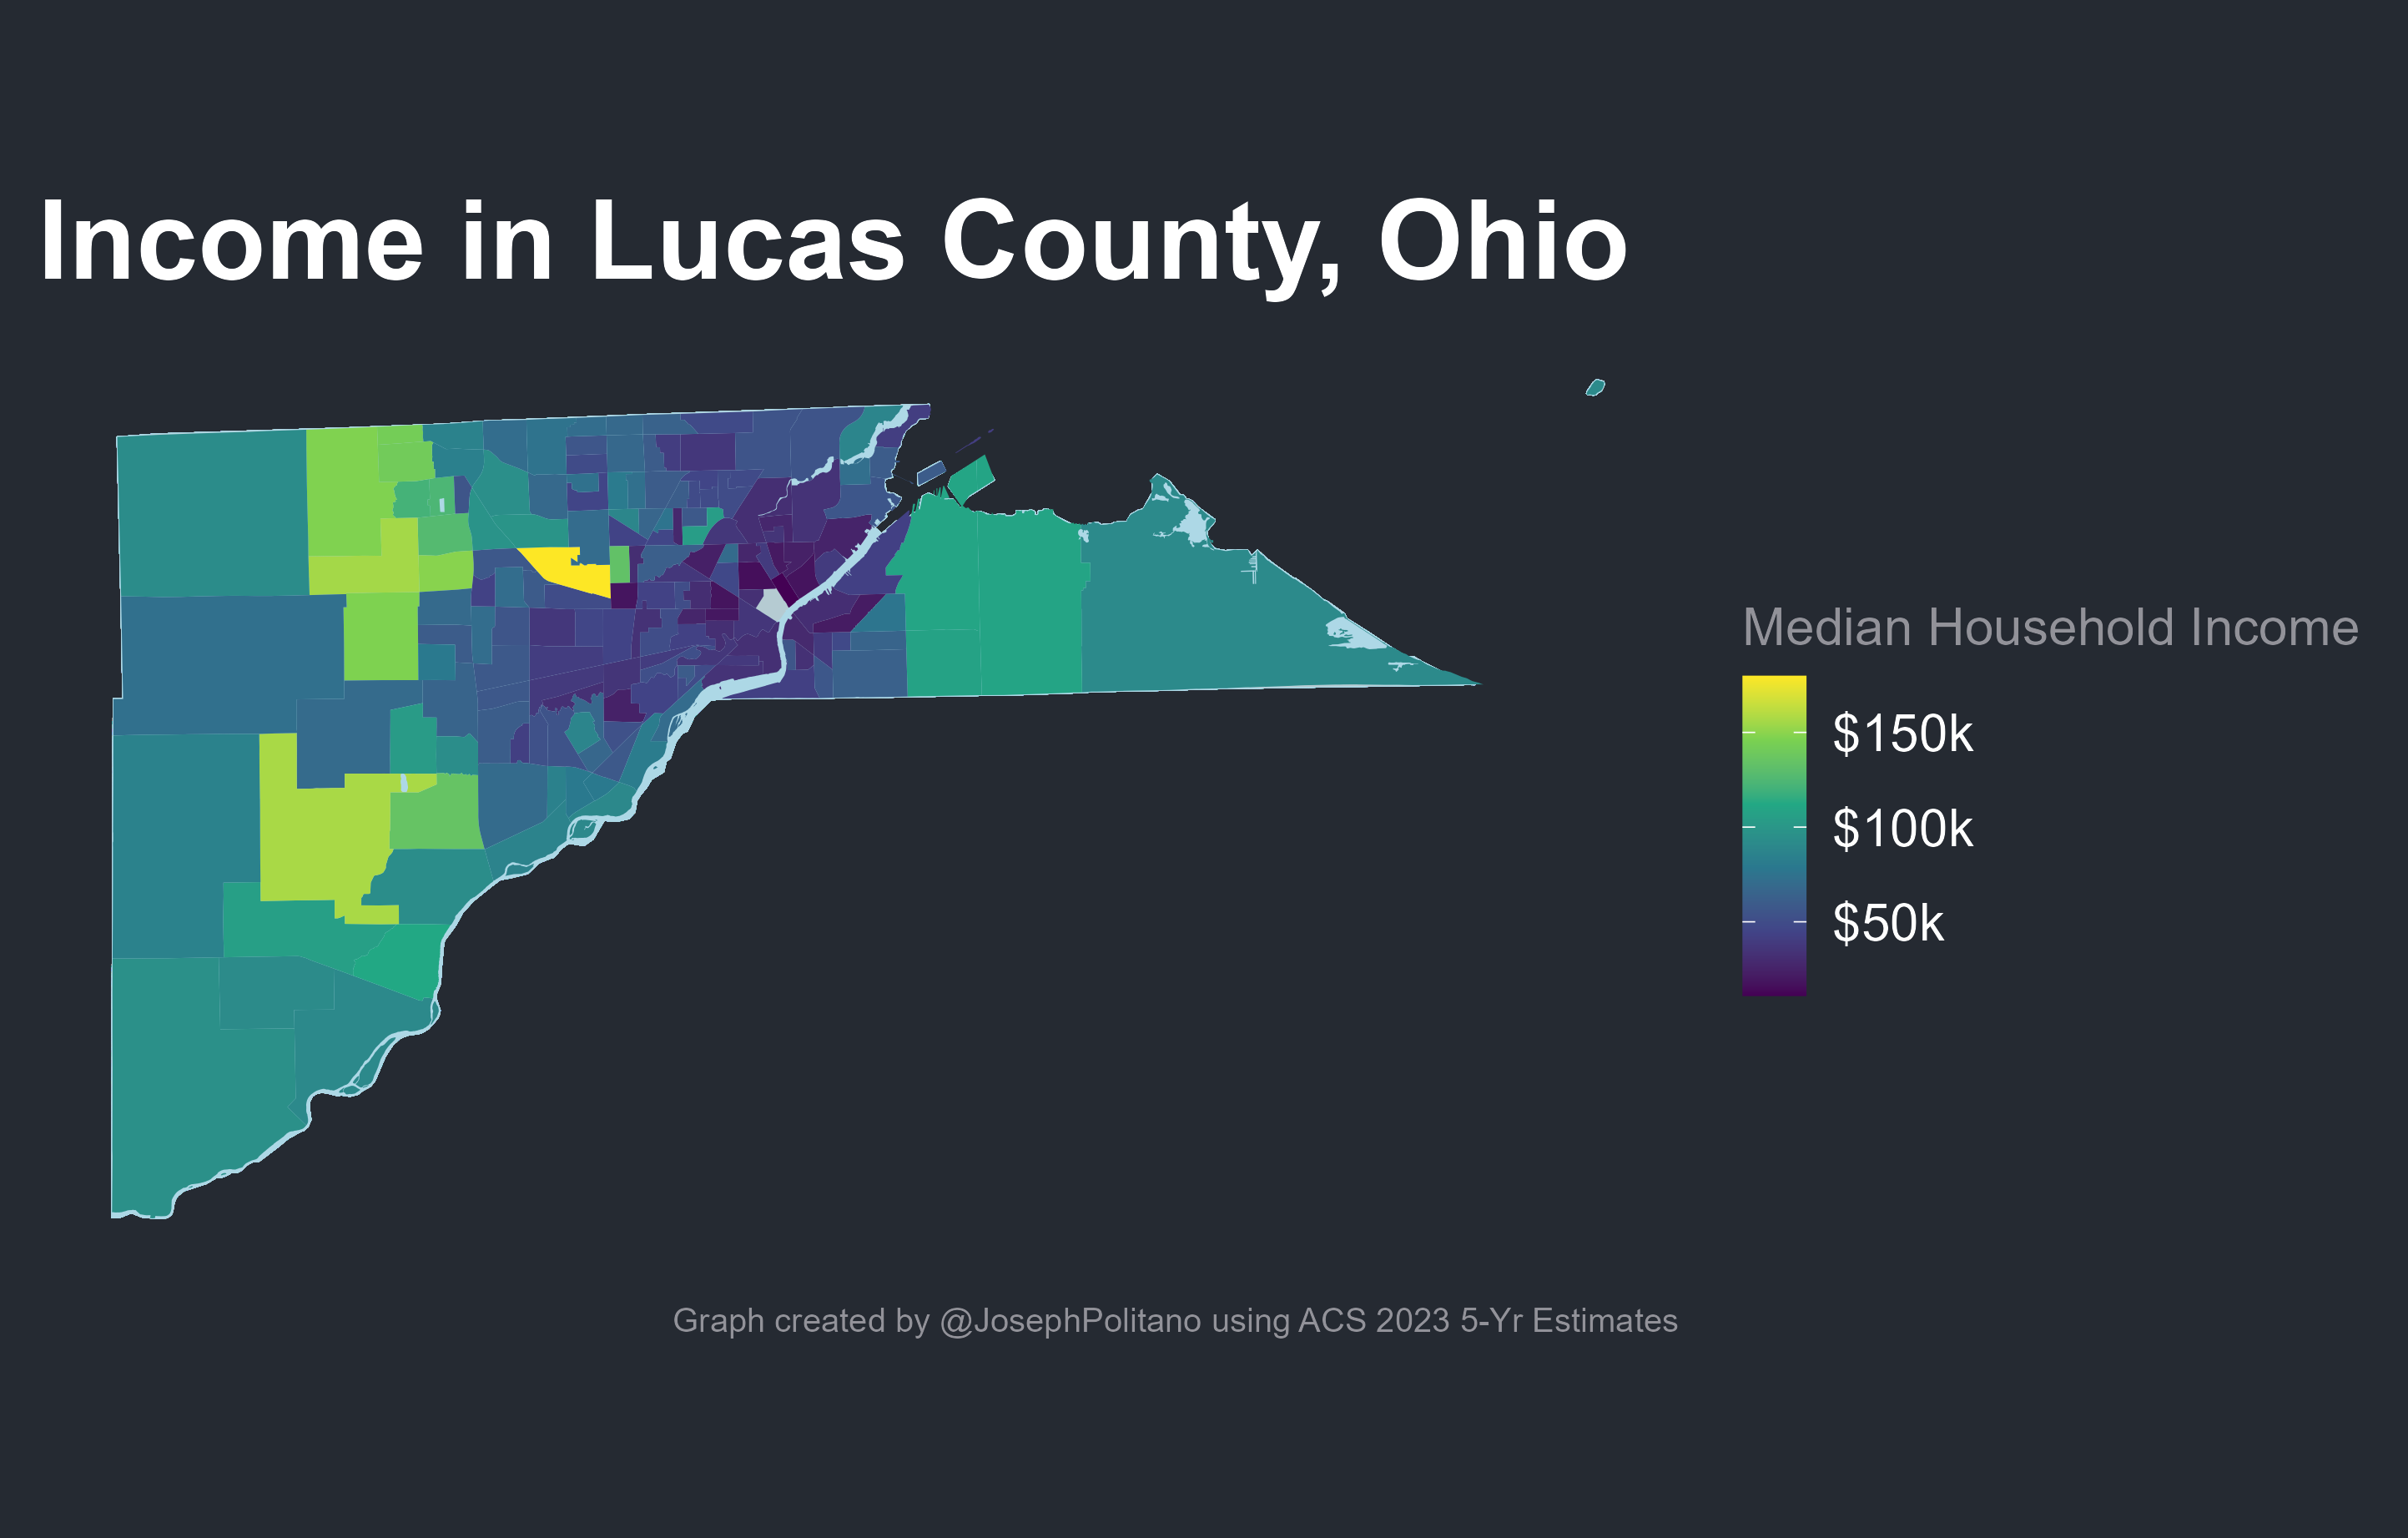 Income in Lucas County, Ohio
Median Household Income
$150k
$100k
$50k
Graph created by @JosephPolitano using ACS 2023 5-Yr Estimates